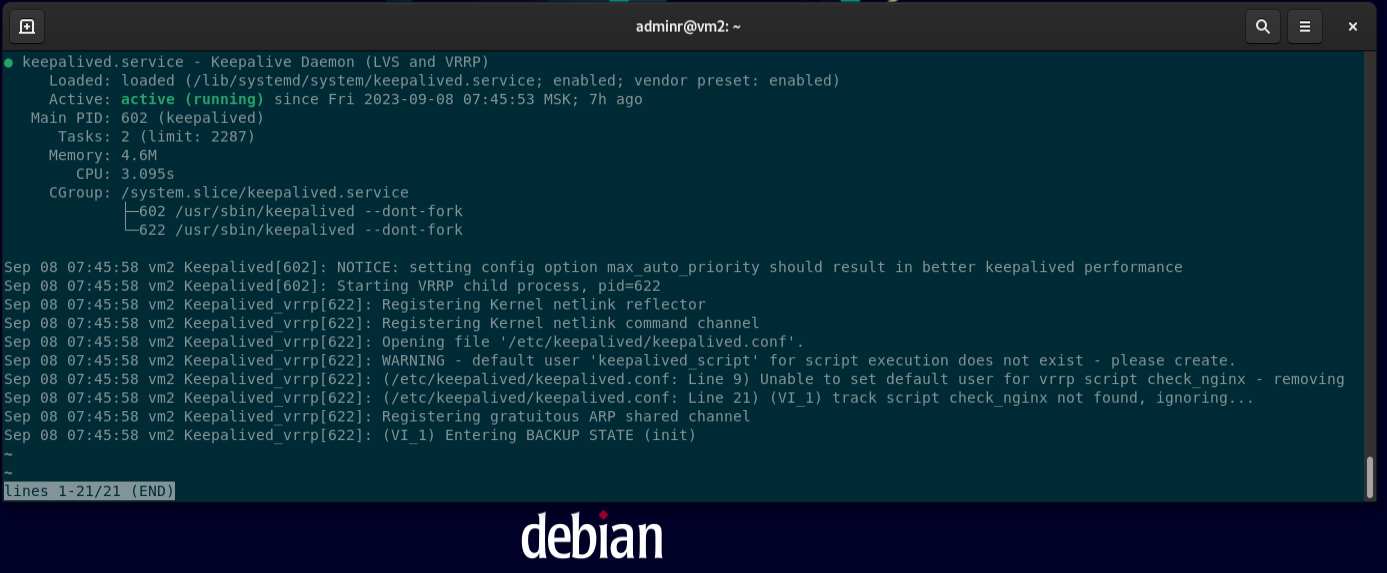 adminr@vm2: ~
● keepalived.service - Keepalive Daemon (LVS and VRRP)
Loaded: loaded (/lib/systemd/system/keepalived.service; enabled; vendor preset: enabled)
Active: active (running) since Fri 2023-09-08 07:45:53 MSK; 7h ago
Main PID: 602 (keepalived)
Tasks: 2 (limit: 2287)
Memory: 4.6M
CPU: 3.095s
CGroup: /system.slice/keepalived.service
├─602 /usr/sbin/keepalived --dont-fork
└─622 /usr/sbin/keepalived --dont-fork
Sep 08 07:45:58 vm2 Keepalived[602]: NOTICE: setting config option max_auto_priority should result in better keepalived performance
Sep 08 07:45:58 vm2 Keepalived[602]: Starting VRRP child process, pid=622
Sep 08 07:45:58 vm2 Keepalived_vrrp[622]: Registering Kernel netlink reflector
Sep 08 07:45:58 vm2 Keepalived_vrrp[622]: Registering Kernel netlink command channel
Sep 08 07:45:58 vm2 Keepalived_vrrp[622]: Opening file '/etc/keepalived/keepalived.conf'.
Sep 08 07:45:58 vm2 Keepalived_vrrp[622]: WARNING - default user 'keepalived_script' for script execution does not exist - please create.
Sep 08 07:45:58 vm2 Keepalived_vrrp[622]: (/etc/keepalived/keepalived.conf: Line 9) Unable to set default user for vrrp script check_nginx - removing
Sep 08 07:45:58 vm2 Keepalived_vrrp[622]: (/etc/keepalived/keepalived.conf: Line 21) (VI_1) track script check_nginx not found, ignoring...
Sep 08 07:45:58 vm2 Keepalived_vrrp[622]: Registering gratuitous ARP shared channel
Sep 08 07:45:58 vm2 Keepalived_vrrp[622]: (VI_1) Entering BACKUP STATE (init)
~
~
lines 1-21/21 (END)
debian